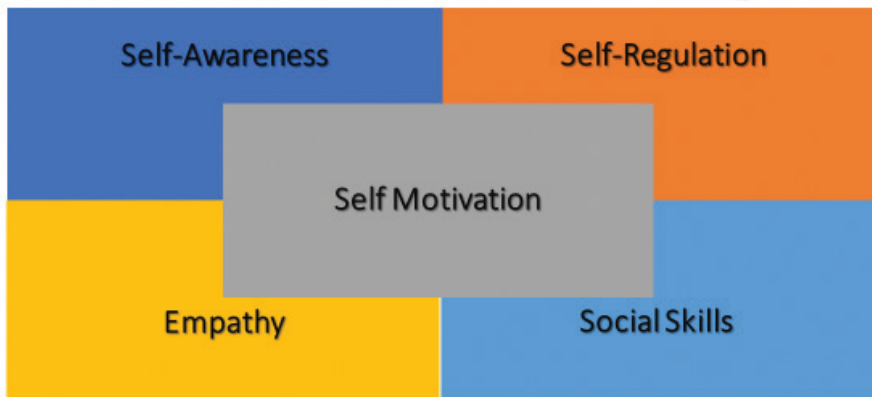 Self-Awareness
Self-Regulation
Self Motivation
Empathy
Social Skills